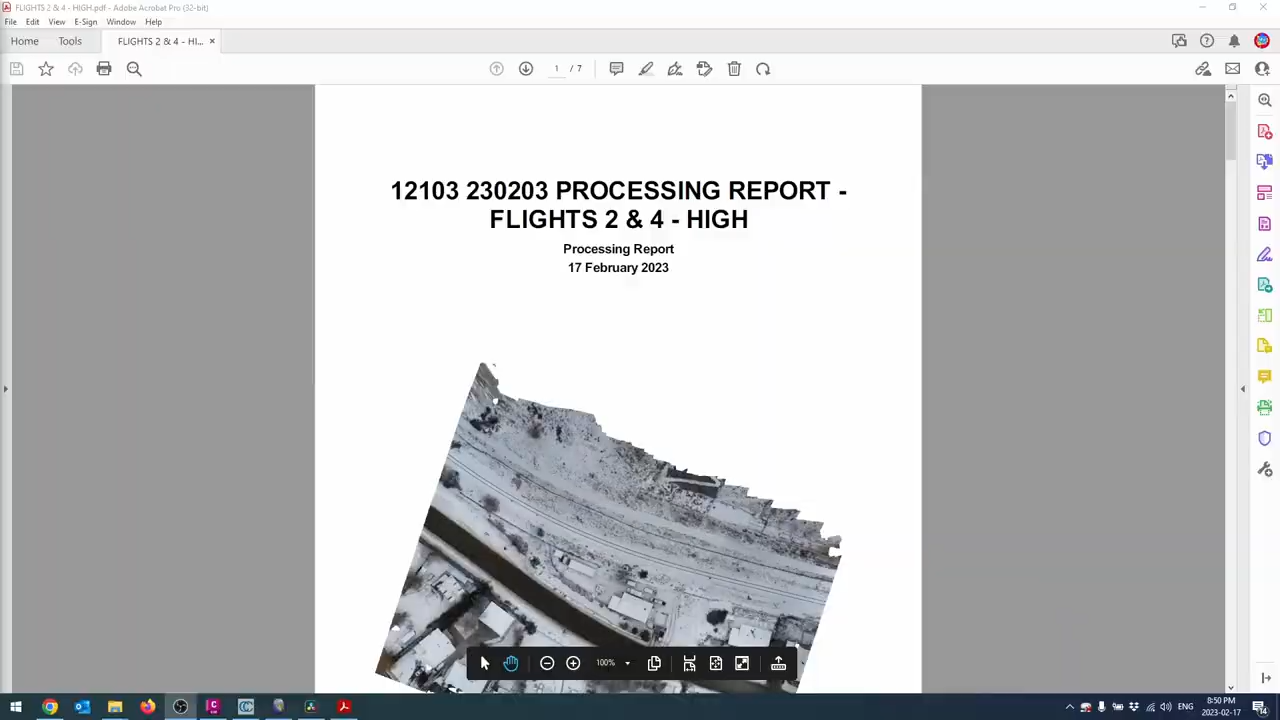 FLIGHTS 2 & 4 - HIGH.pdf - Adobe Acrobat Pro (32-bit)
File Edit View E-Sign Window Help
Home Tools FLIGHTS 2 & 4 - HI... ×
1 / 7
12103 230203 PROCESSING REPORT -
FLIGHTS 2 & 4 - HIGH
Processing Report
17 February 2023
100%
8:50 PM
ENG
2023-02-17